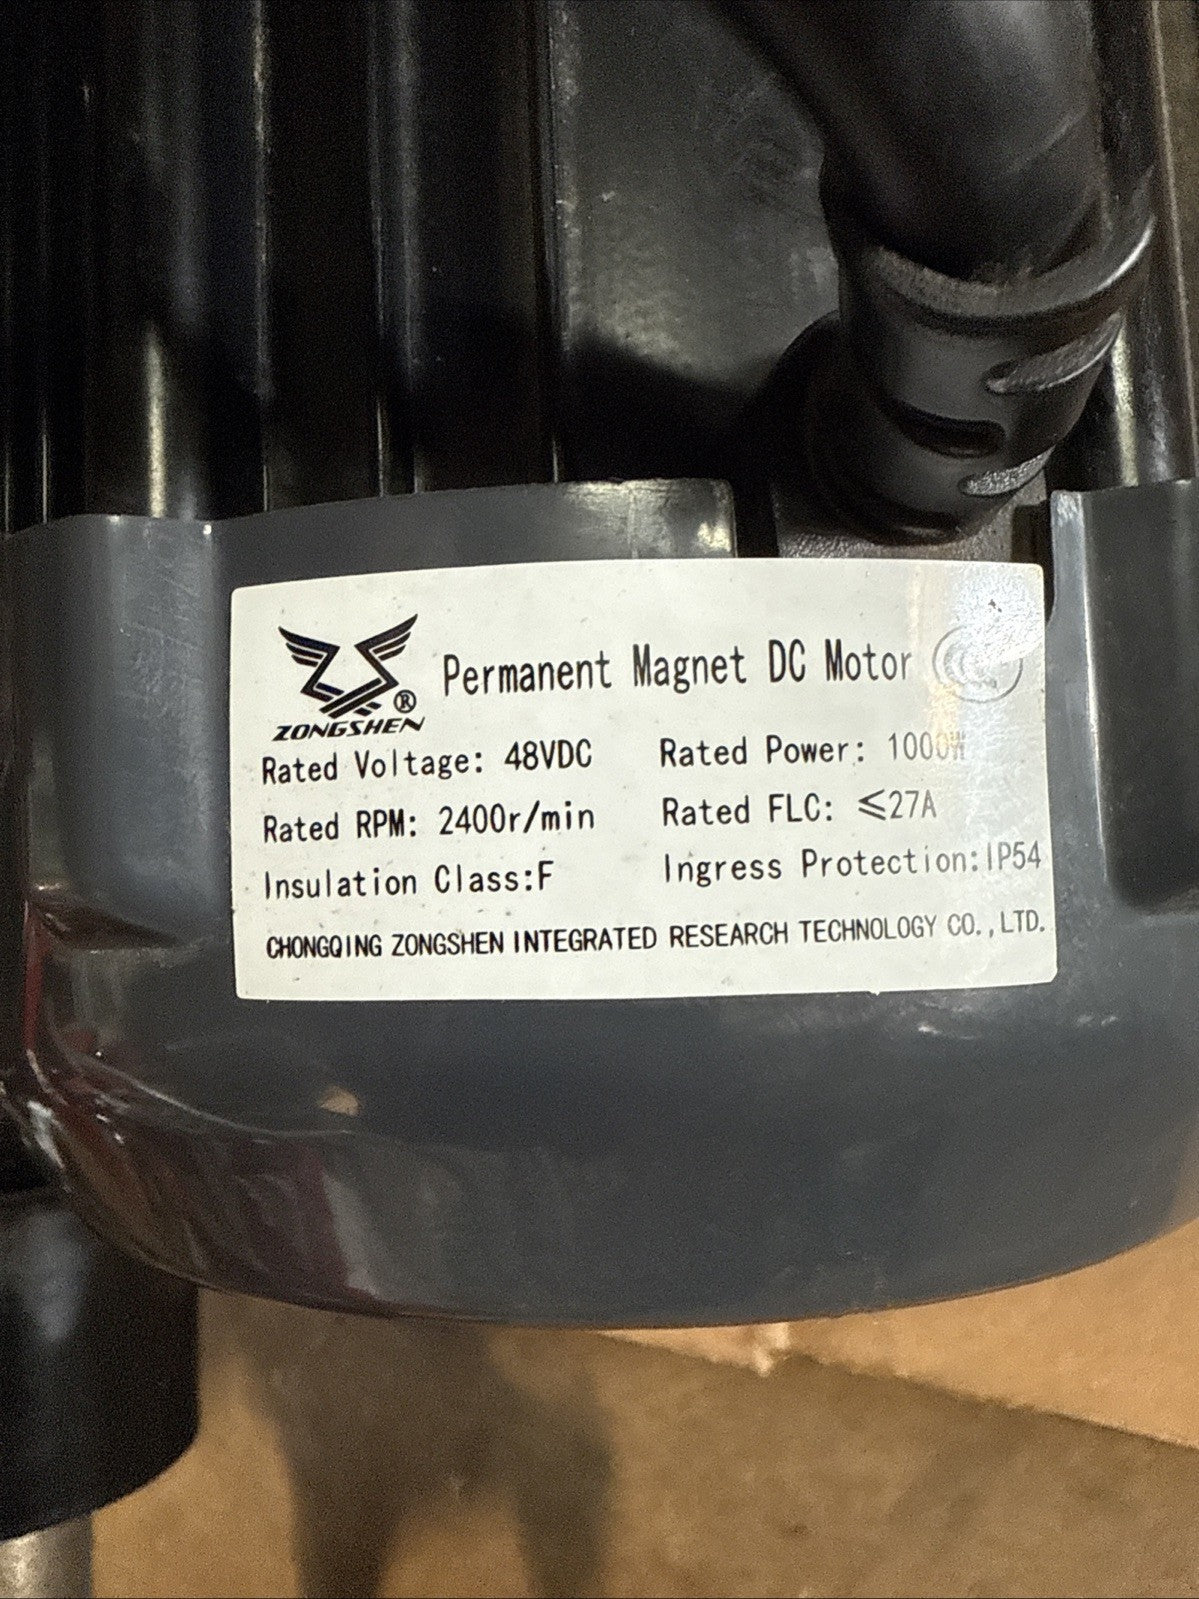 ZONGSHEN®
Permanent Magnet DC Motor
Rated Voltage: 48VDC Rated Power: 1000W
Rated RPM: 2400r/min Rated FLC: ≤27A
Insulation Class:F Ingress Protection:IP54
CHONGQING ZONGSHEN INTEGRATED RESEARCH TECHNOLOGY CO.,LTD.